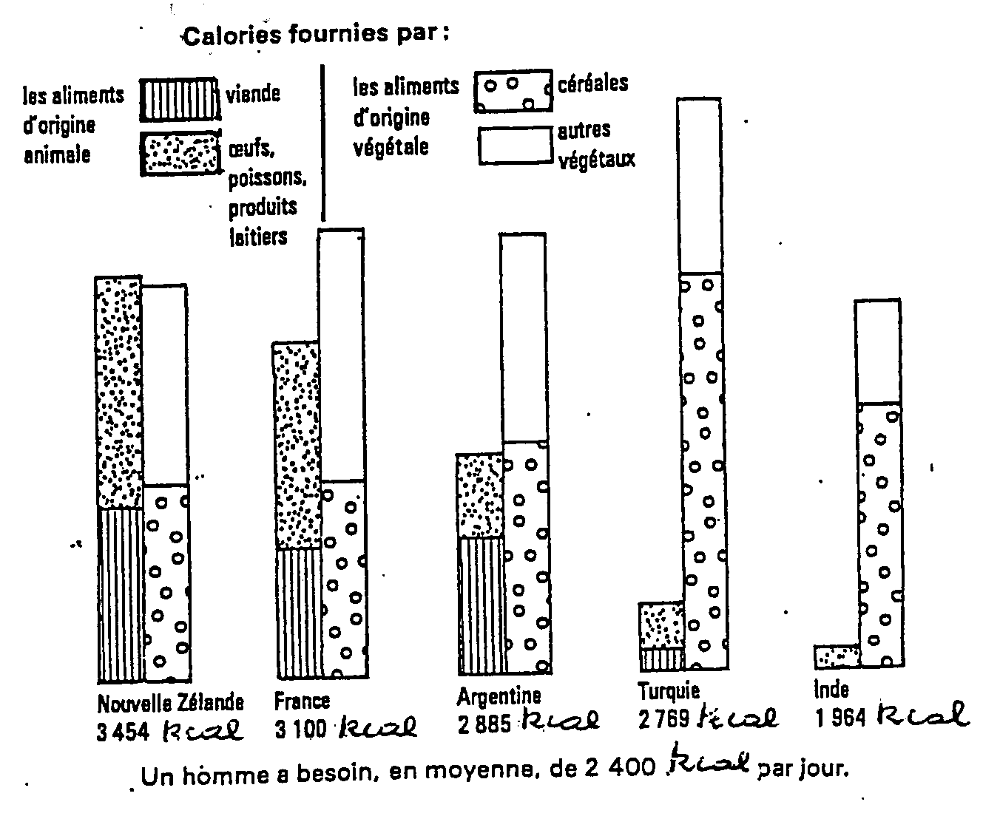 Calories fournies par :
les aliments
d'origine
animale
viande
œufs,
poissons,
produits
laitiers
les aliments
d'origine
végétale
céréales
autres
végétaux
Nouvelle Zélande
3 454 kcal
France
3 100 kcal
Argentine
2 885 kcal
Turquie
2 769 kcal
Inde
1 964 kcal
Un homme a besoin, en moyenne, de 2 400 kcal par jour.